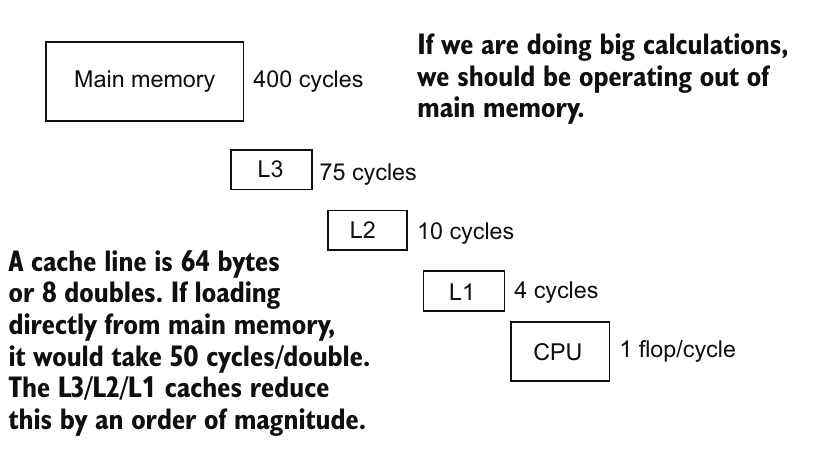 If we are doing big calculations,
we should be operating out of
main memory.
Main memory 400 cycles
L3 75 cycles
L2 10 cycles
L1 4 cycles
CPU 1 flop/cycle
A cache line is 64 bytes
or 8 doubles. If loading
directly from main memory,
it would take 50 cycles/double.
The L3/L2/L1 caches reduce
this by an order of magnitude.